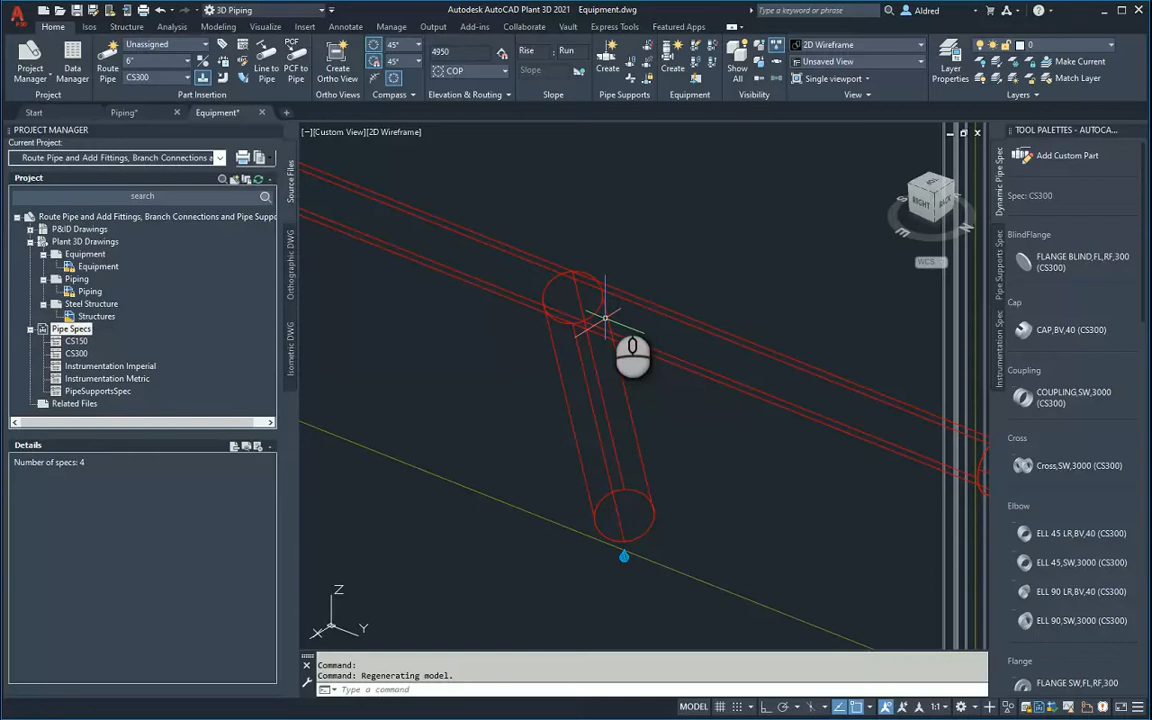 3D Piping
Autodesk AutoCAD Plant 3D 2021 Equipment.dwg
Type a keyword or phrase
Aldred
Home Isos Structure Analysis Modeling Visualize Insert Annotate Manage Output Add-ins Collaborate Vault Express Tools Featured Apps
Project Manager
Data Manager
Project
Route Pipe
Unassigned
6"
CS300
Line to Pipe
PCF to Pipe
Part Insertion
Create Ortho View
Ortho Views
45°
45°
Compass
4950
COP
Elevation & Routing
Rise
Run
Slope
Slope
Create
Pipe Supports
Create
Equipment
Show All
Visibility
2D Wireframe
Unsaved View
Single viewport
View
Layer Properties
0
Make Current
Match Layer
Layers
Start Piping* Equipment*
PROJECT MANAGER
Current Project:
Route Pipe and Add Fittings, Branch Connections a
Project
search
Route Pipe and Add Fittings, Branch Connections and Pipe Suppo
P&ID Drawings
Plant 3D Drawings
Equipment
Equipment
Piping
Piping
Steel Structure
Structures
Pipe Specs
CS150
CS300
Instrumentation Imperial
Instrumentation Metric
PipeSupportsSpec
Related Files
Details
Number of specs: 4
Source Files
Orthographic DWG
Isometric DWG
[−][Custom View][2D Wireframe]
TOP
RIGHT
BACK
S
E
N
WCS
Z
X
Y
Command:
Command: Regenerating model.
Type a command
MODEL
1:1
TOOL PALETTES - AUTOCA...
Dynamic Pipe Spec
Pipe Supports Spec
Instrumentation Spec
Add Custom Part
Spec: CS300
BlindFlange
FLANGE BLIND,FL,RF,300 (CS300)
Cap
CAP,BV,40 (CS300)
Coupling
COUPLING,SW,3000 (CS300)
Cross
Cross,SW,3000 (CS300)
Elbow
ELL 45 LR,BV,40 (CS300)
ELL 45,SW,3000 (CS300)
ELL 90 LR,BV,40 (CS300)
ELL 90,SW,3000 (CS300)
Flange
FLANGE SW,FL,RF,300